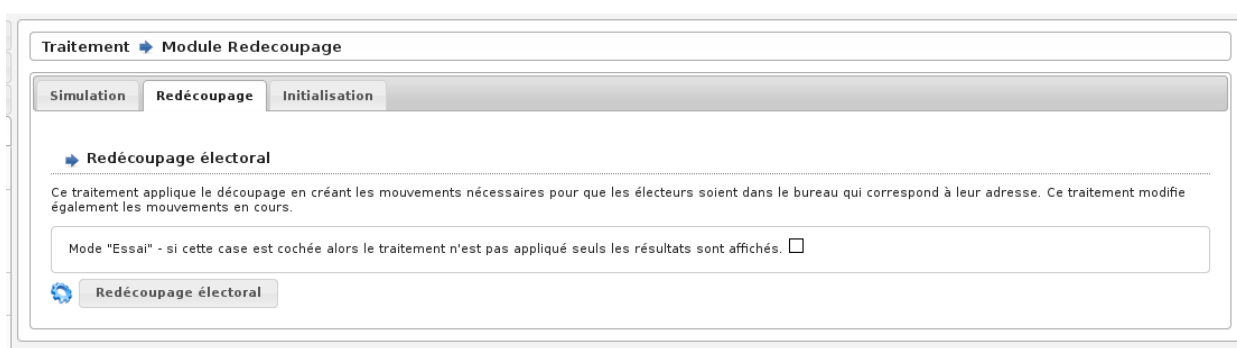 Traitement Module Redecoupage
Simulation Redécoupage Initialisation
Redécoupage électoral
Ce traitement applique le découpage en créant les mouvements nécessaires pour que les électeurs soient dans le bureau qui correspond à leur adresse. Ce traitement modifie
également les mouvements en cours.
Mode "Essai" - si cette case est cochée alors le traitement n'est pas appliqué seuls les résultats sont affichés.
Redécoupage électoral